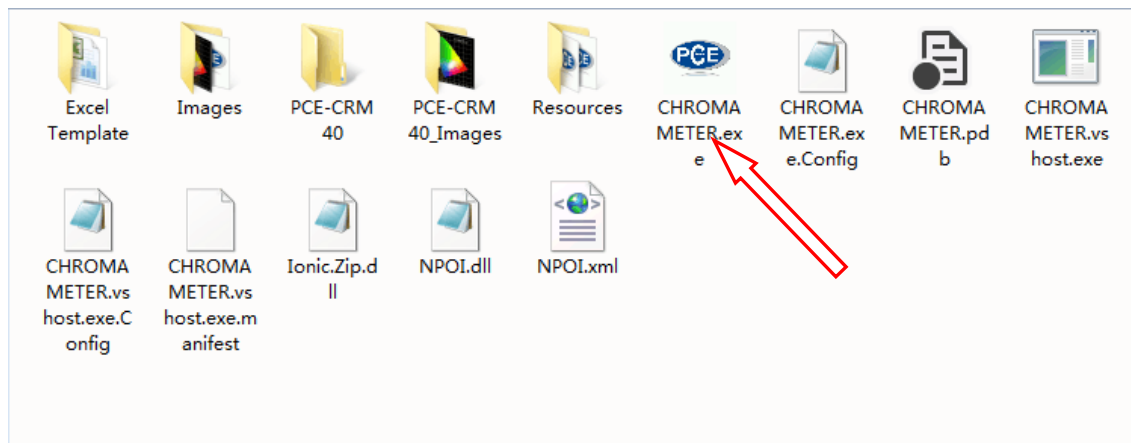 Excel
Template
Images
PCE-CRM
40
PCE-CRM
40_Images
Resources
PCE
CHROMA
METER.ex
e
CHROMA
METER.ex
e.Config
CHROMA
METER.pd
b
CHROMA
METER.vs
host.exe
CHROMA
METER.vs
host.exe.C
onfig
CHROMA
METER.vs
host.exe.m
anifest
Ionic.Zip.d
ll
NPOI.dll
NPOI.xml